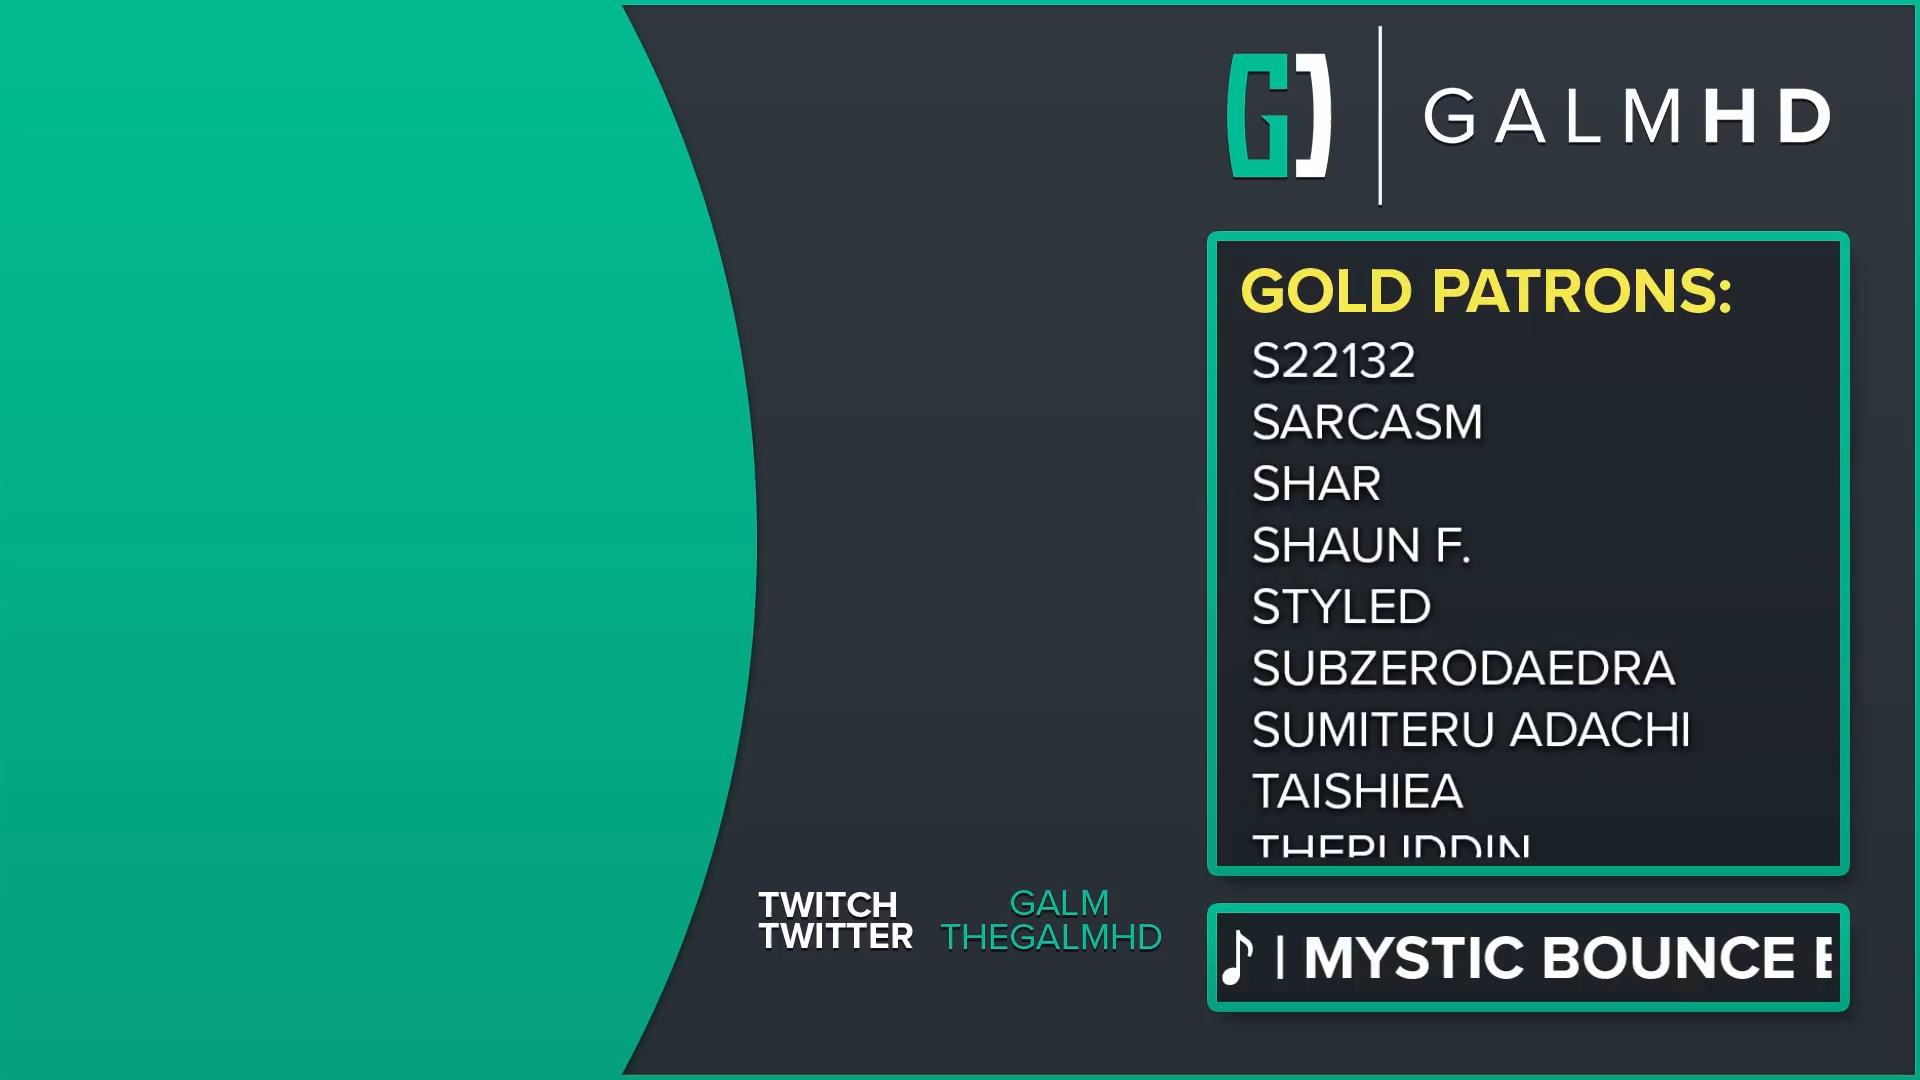 GALMHD
GOLD PATRONS:
S22132
SARCASM
SHAR
SHAUN F.
STYLED
SUBZERODAEDRA
SUMITERU ADACHI
TAISHIEA
TWITCH GALM
TWITTER THEGALMHD
♪ | MYSTIC BOUNCE